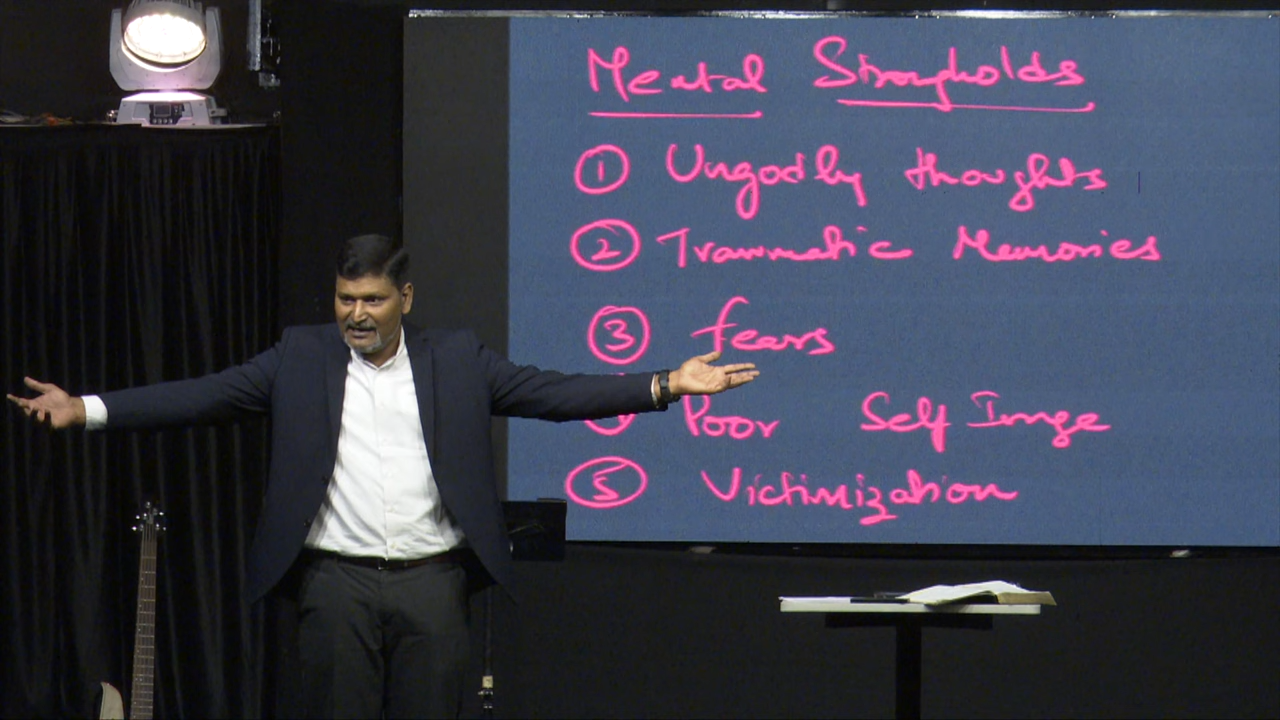 Mental Strongholds
① Ungodly thoughts
② Traumatic Memories
③ fears
Poor Self Image
⑤ Victimization